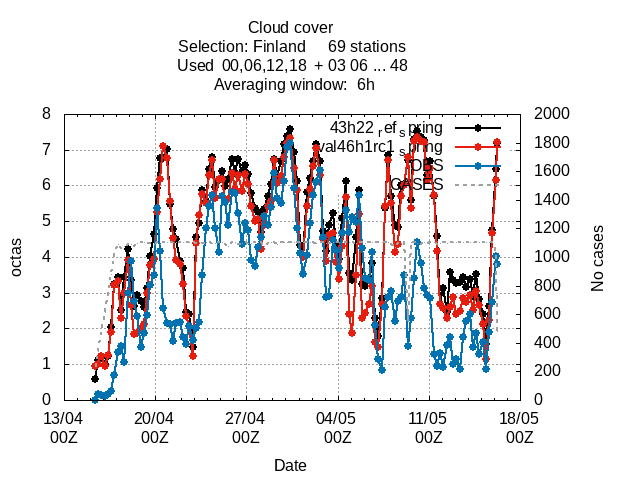 Cloud cover
Selection: Finland 69 stations
Used 00,06,12,18 + 03 06 ... 48
Averaging window: 6h
8
7
6
5
4
3
2
1
0
octas
2000
1800
1600
1400
1200
1000
800
600
400
200
0
No cases
43h22_ref_spring
val46h1rc1_spring
OBS
CASES
13/04 20/04 27/04 04/05 11/05 18/05
00Z 00Z 00Z 00Z 00Z 00Z
Date